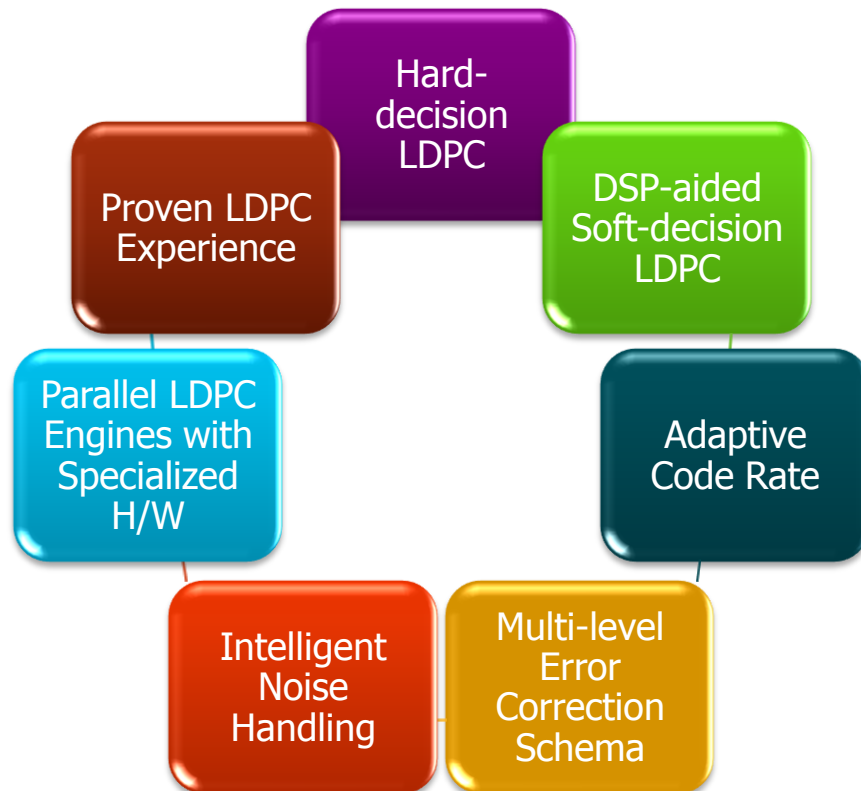 Hard-
decision
LDPC
DSP-aided
Soft-decision
LDPC
Adaptive
Code Rate
Multi-level
Error
Correction
Schema
Intelligent
Noise
Handling
Parallel LDPC
Engines with
Specialized
H/W
Proven LDPC
Experience